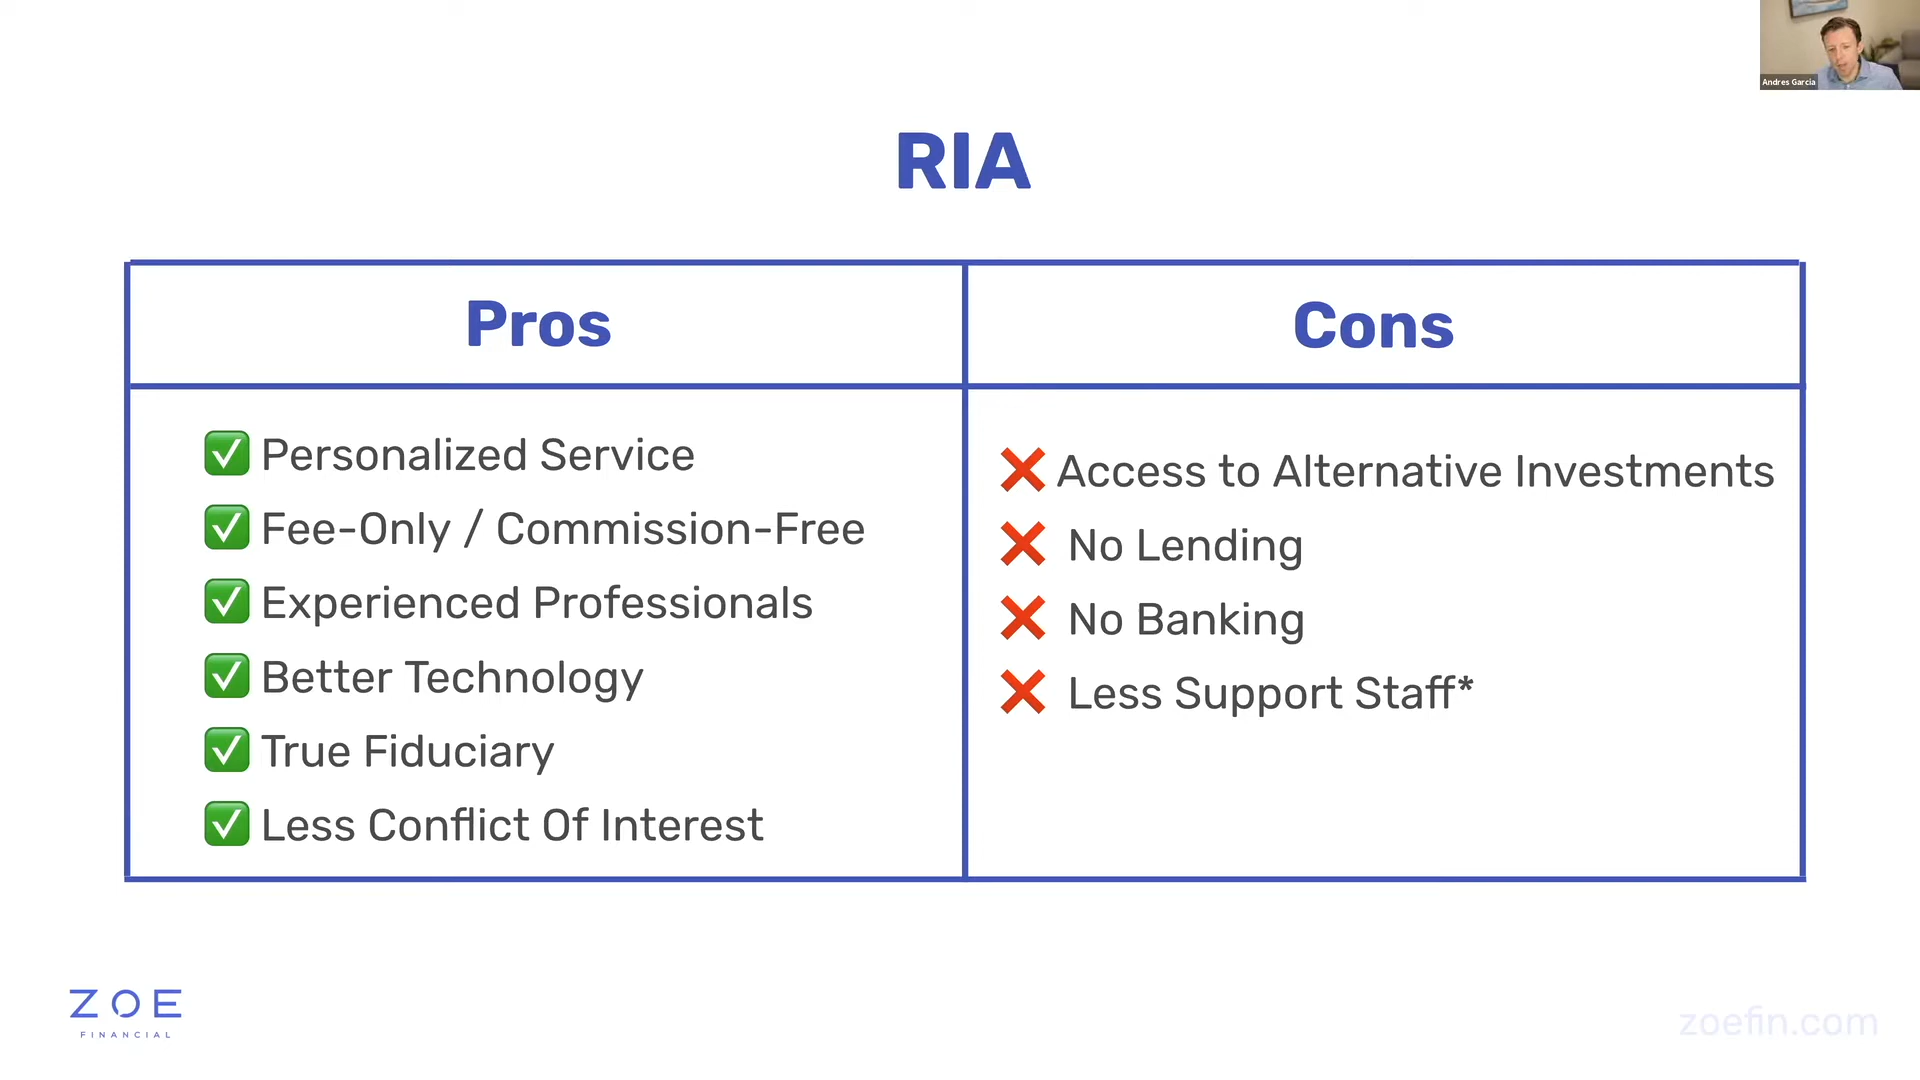 Andres Garcia
RIA
Pros
Cons
Personalized Service
Fee-Only / Commission-Free
Experienced Professionals
Better Technology
True Fiduciary
Less Conflict Of Interest
Access to Alternative Investments
No Lending
No Banking
Less Support Staff*
ZOE
FINANCIAL
zoefin.com